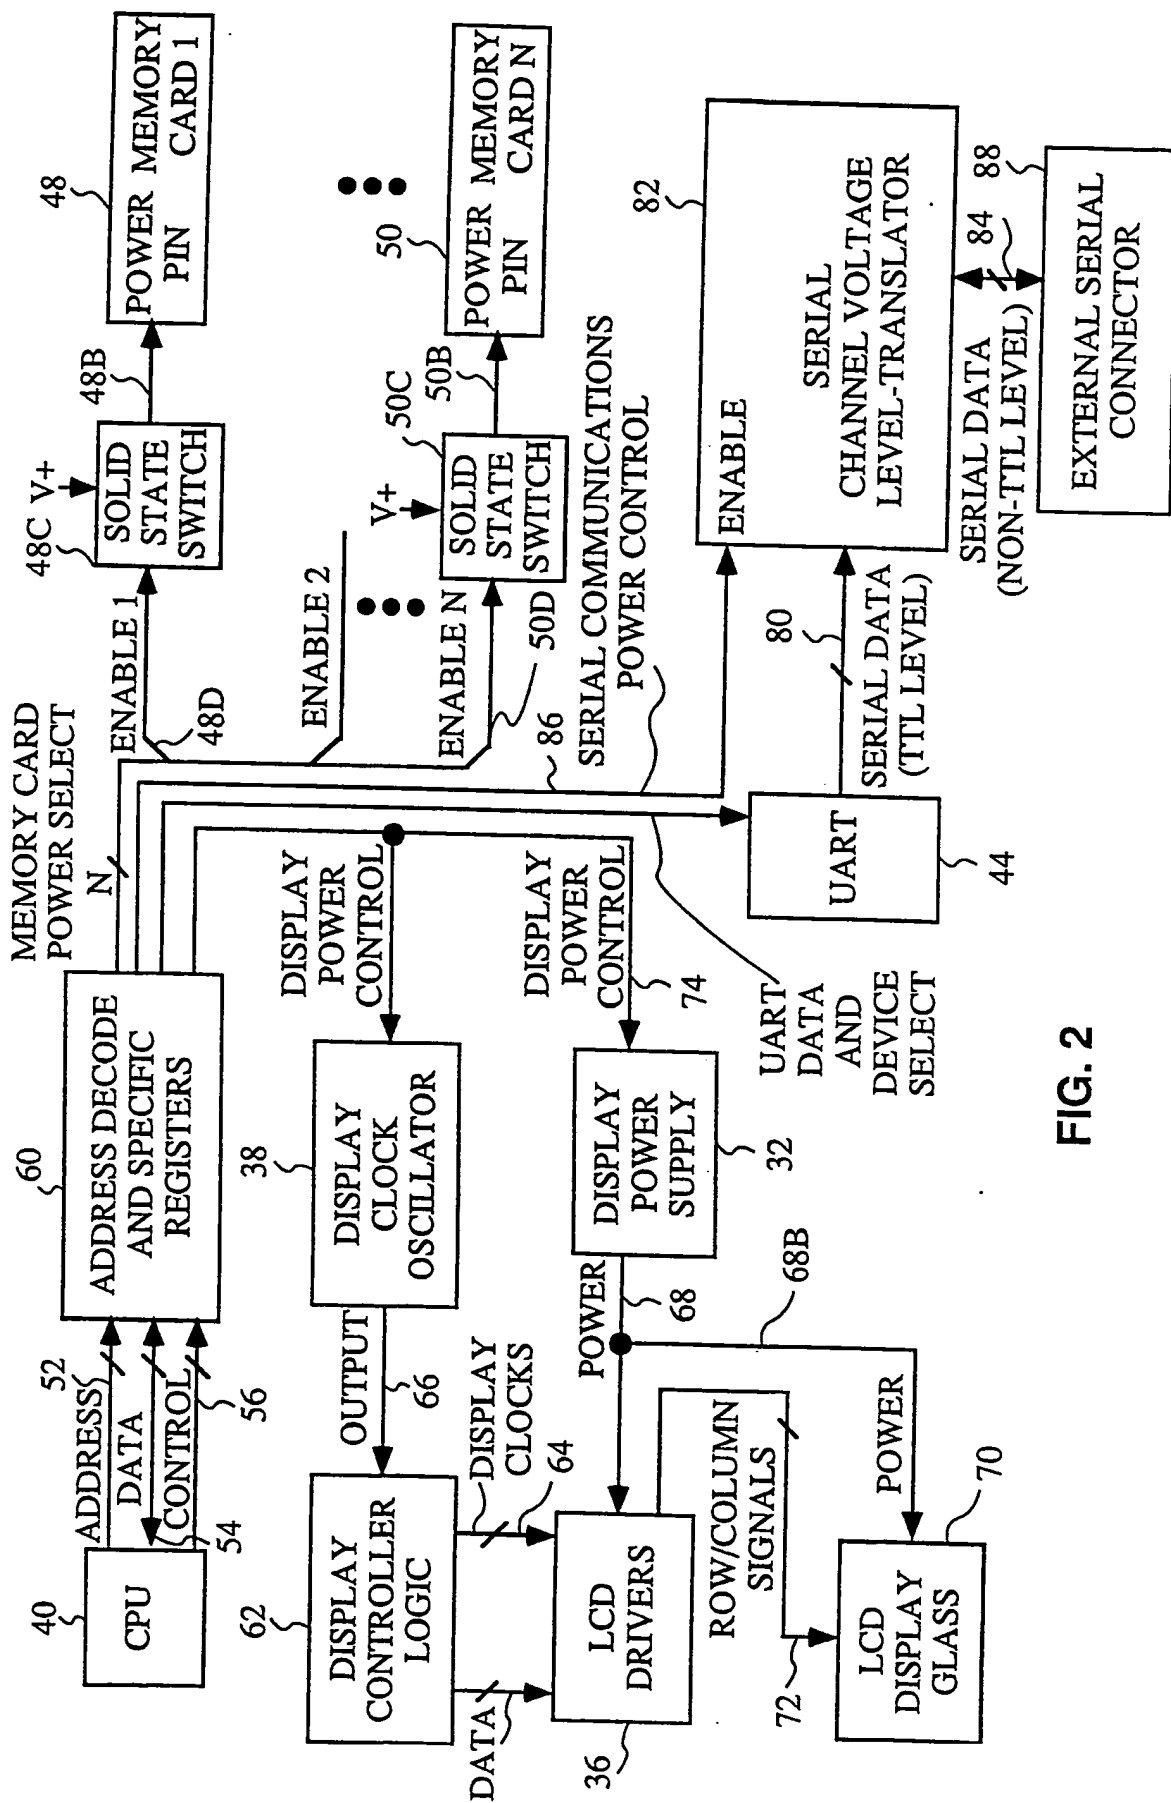 MEMORY CARD
POWER SELECT
N
60
ADDRESS DECODE
AND SPECIFIC
REGISTERS
40
CPU
ADDRESS
52
DATA
CONTROL
54
56
ENABLE 1
48D
48C
V+
SOLID
STATE
SWITCH
48B
48
POWER
PIN
MEMORY
CARD 1
ENABLE 2
ENABLE N
50D
V+
50C
SOLID
STATE
SWITCH
50B
50
POWER
PIN
MEMORY
CARD N
86
SERIAL COMMUNICATIONS
POWER CONTROL
DISPLAY
POWER
CONTROL
38
DISPLAY
CLOCK
OSCILLATOR
OUTPUT
66
62
DISPLAY
CONTROLLER
LOGIC
DISPLAY
CLOCKS
64
DATA
DISPLAY
POWER
CONTROL
74
DISPLAY
POWER
SUPPLY
32
POWER
68
68B
LCD
DRIVERS
36
ROW/COLUMN
SIGNALS
72
POWER
70
LCD
DISPLAY
GLASS
UART
DATA
AND
DEVICE
SELECT
UART
44
80
SERIAL DATA
(TTL LEVEL)
82
ENABLE
SERIAL
CHANNEL VOLTAGE
LEVEL-TRANSLATOR
SERIAL DATA
(NON-TTL LEVEL)
84
88
EXTERNAL SERIAL
CONNECTOR
FIG. 2